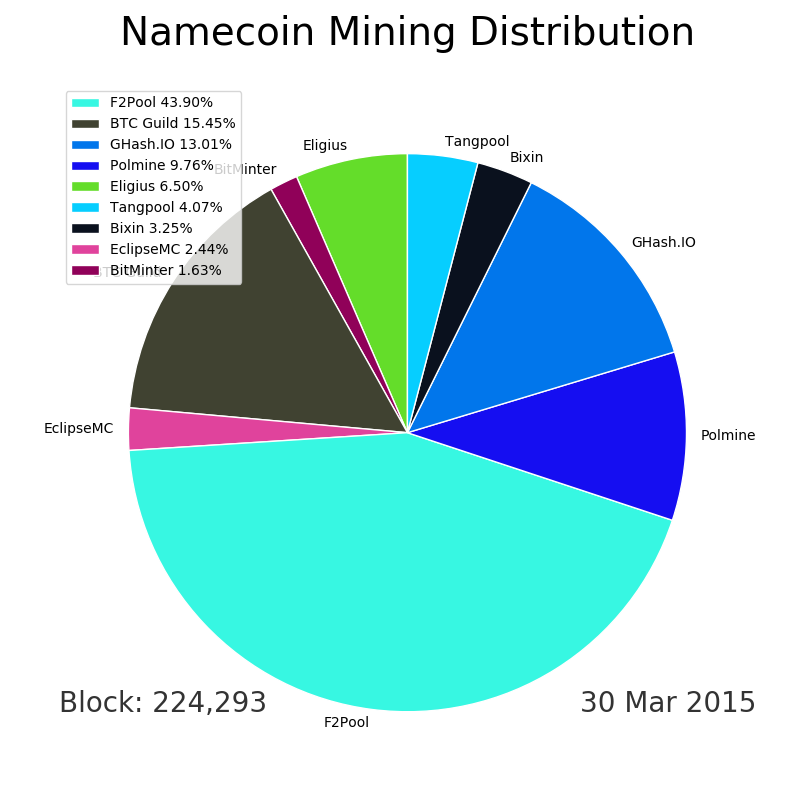 Namecoin Mining Distribution
F2Pool 43.90%
BTC Guild 15.45%
GHash.IO 13.01%
Polmine 9.76%
Eligius 6.50%
Tangpool 4.07%
Bixin 3.25%
EclipseMC 2.44%
BitMinter 1.63%
BitMinter
Eligius
Tangpool
Bixin
GHash.IO
Polmine
EclipseMC
F2Pool
Block: 224,293
30 Mar 2015